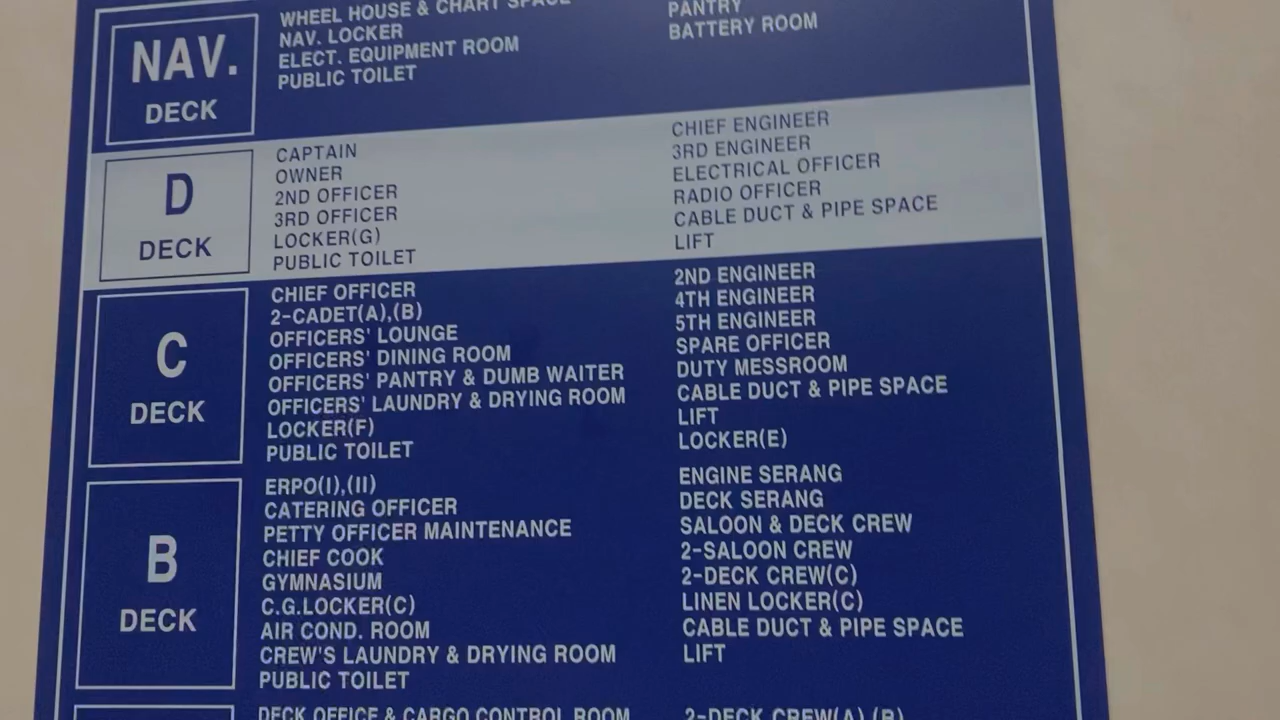 NAV.
DECK
WHEEL HOUSE & CHART SPACE
NAV. LOCKER
ELECT. EQUIPMENT ROOM
PUBLIC TOILET
PANTRY
BATTERY ROOM
D
DECK
CAPTAIN
OWNER
2ND OFFICER
3RD OFFICER
LOCKER(G)
PUBLIC TOILET
CHIEF ENGINEER
3RD ENGINEER
ELECTRICAL OFFICER
RADIO OFFICER
CABLE DUCT & PIPE SPACE
LIFT
C
DECK
CHIEF OFFICER
2-CADET(A),(B)
OFFICERS' LOUNGE
OFFICERS' DINING ROOM
OFFICERS' PANTRY & DUMB WAITER
OFFICERS' LAUNDRY & DRYING ROOM
LOCKER(F)
PUBLIC TOILET
2ND ENGINEER
4TH ENGINEER
5TH ENGINEER
SPARE OFFICER
DUTY MESSROOM
CABLE DUCT & PIPE SPACE
LIFT
LOCKER(E)
B
DECK
ERPO(I),(II)
CATERING OFFICER
PETTY OFFICER MAINTENANCE
CHIEF COOK
GYMNASIUM
C.G.LOCKER(C)
AIR COND. ROOM
CREW'S LAUNDRY & DRYING ROOM
PUBLIC TOILET
ENGINE SERANG
DECK SERANG
SALOON & DECK CREW
2-SALOON CREW
2-DECK CREW(C)
LINEN LOCKER(C)
CABLE DUCT & PIPE SPACE
LIFT
DECK OFFICE & CARGO CONTROL ROOM
2-DECK CREW(A),(B)